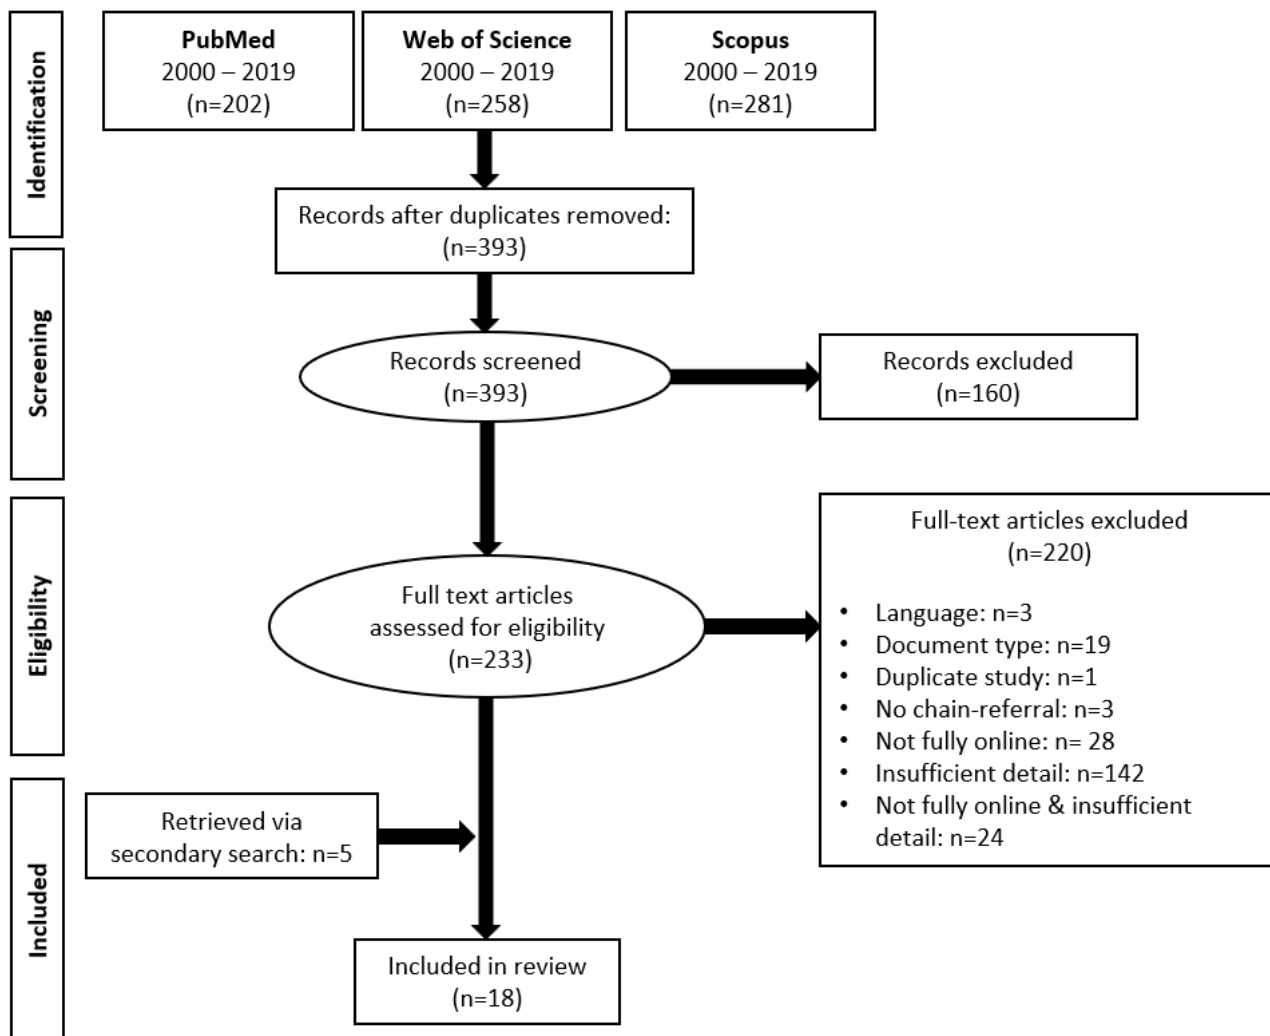 Identification
PubMed
2000 – 2019
(n=202)
Web of Science
2000 – 2019
(n=258)
Scopus
2000 – 2019
(n=281)
Records after duplicates removed:
(n=393)
Screening
Records screened
(n=393)
Records excluded
(n=160)
Eligibility
Full text articles
assessed for eligibility
(n=233)
Full-text articles excluded
(n=220)
• Language: n=3
• Document type: n=19
• Duplicate study: n=1
• No chain-referral: n=3
• Not fully online: n= 28
• Insufficient detail: n=142
• Not fully online & insufficient
detail: n=24
Included
Retrieved via
secondary search: n=5
Included in review
(n=18)